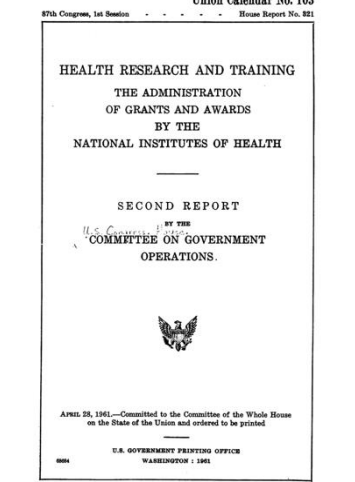 Union Calendar No. 103
87th Congress, 1st Session - - - - - House Report No. 321
HEALTH RESEARCH AND TRAINING
THE ADMINISTRATION
OF GRANTS AND AWARDS
BY THE
NATIONAL INSTITUTES OF HEALTH
SECOND REPORT
BY THE
U.S. Congress. House.
COMMITTEE ON GOVERNMENT
OPERATIONS.
APRIL 28, 1961.—Committed to the Committee of the Whole House
on the State of the Union and ordered to be printed
U.S. GOVERNMENT PRINTING OFFICE
WASHINGTON : 1961